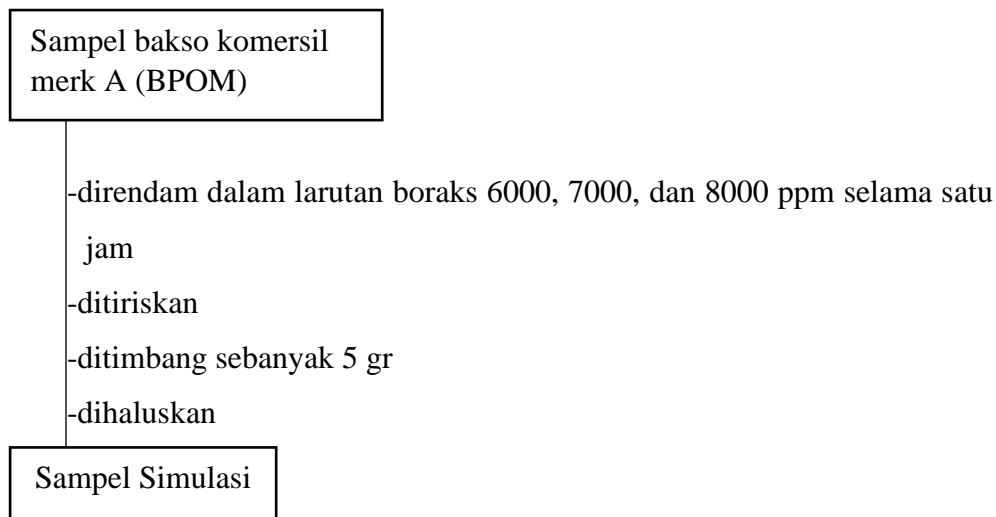 Sampel bakso komersil
merk A (BPOM)
-direndam dalam larutan boraks 6000, 7000, dan 8000 ppm selama satu
jam
-ditiriskan
-ditimbang sebanyak 5 gr
-dihaluskan
Sampel Simulasi